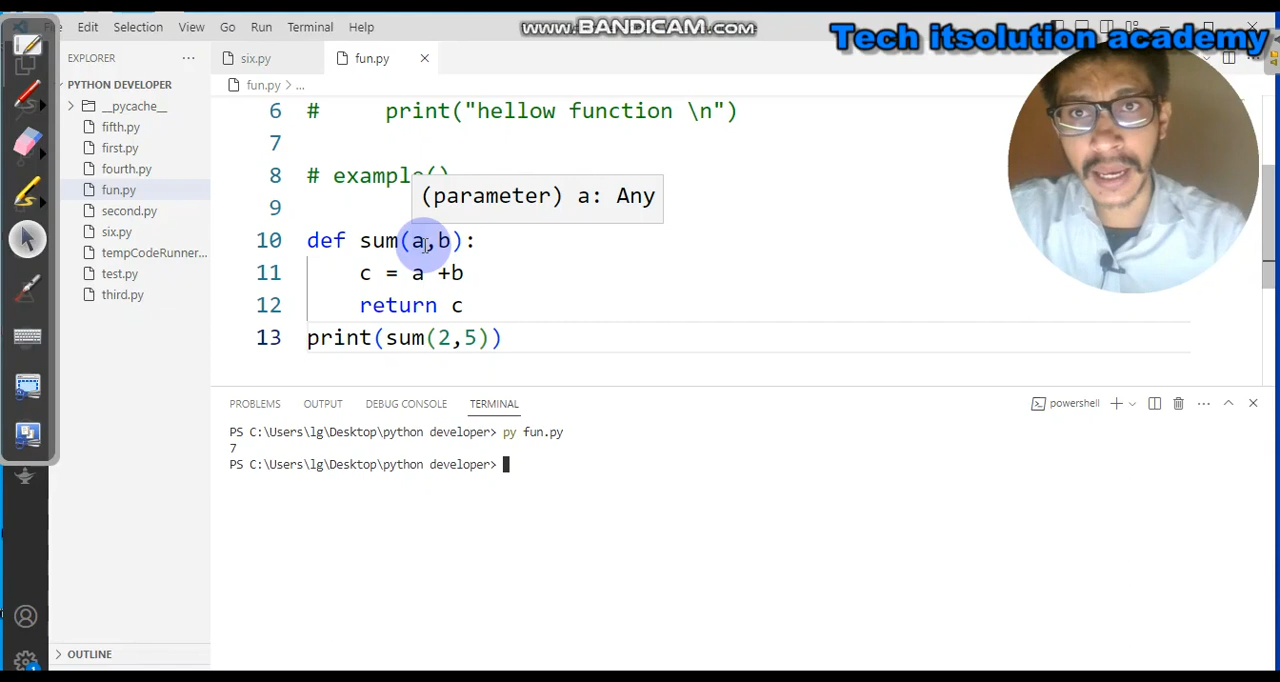 File Edit Selection View Go Run Terminal Help
WWW.BANDICAM.COM
Tech itsolution academy
EXPLORER
six.py
fun.py
PYTHON DEVELOPER
fun.py > ...
__pycache__
fifth.py
first.py
fourth.py
fun.py
second.py
six.py
tempCodeRunner...
test.py
third.py
6 # print("hellow function \n")
7
8 # example()
(parameter) a: Any
9
10 def sum(a,b):
11 c = a +b
12 return c
13 print(sum(2,5))
PROBLEMS OUTPUT DEBUG CONSOLE TERMINAL
powershell
PS C:\Users\lg\Desktop\python developer> py fun.py
7
PS C:\Users\lg\Desktop\python developer>
OUTLINE
1